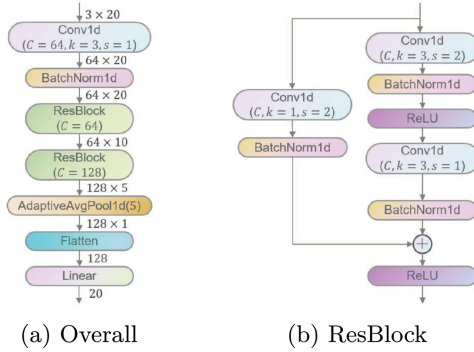 3 × 20
Conv1d
(C = 64, k = 3, s = 1)
64 × 20
BatchNorm1d
64 × 20
ResBlock
(C = 64)
64 × 10
ResBlock
(C = 128)
128 × 5
AdaptiveAvgPool1d(5)
128 × 1
Flatten
128
Linear
20
(a) Overall
Conv1d
(C, k = 1, s = 2)
BatchNorm1d
Conv1d
(C, k = 3, s = 2)
BatchNorm1d
ReLU
Conv1d
(C, k = 3, s = 1)
BatchNorm1d
+
ReLU
(b) ResBlock